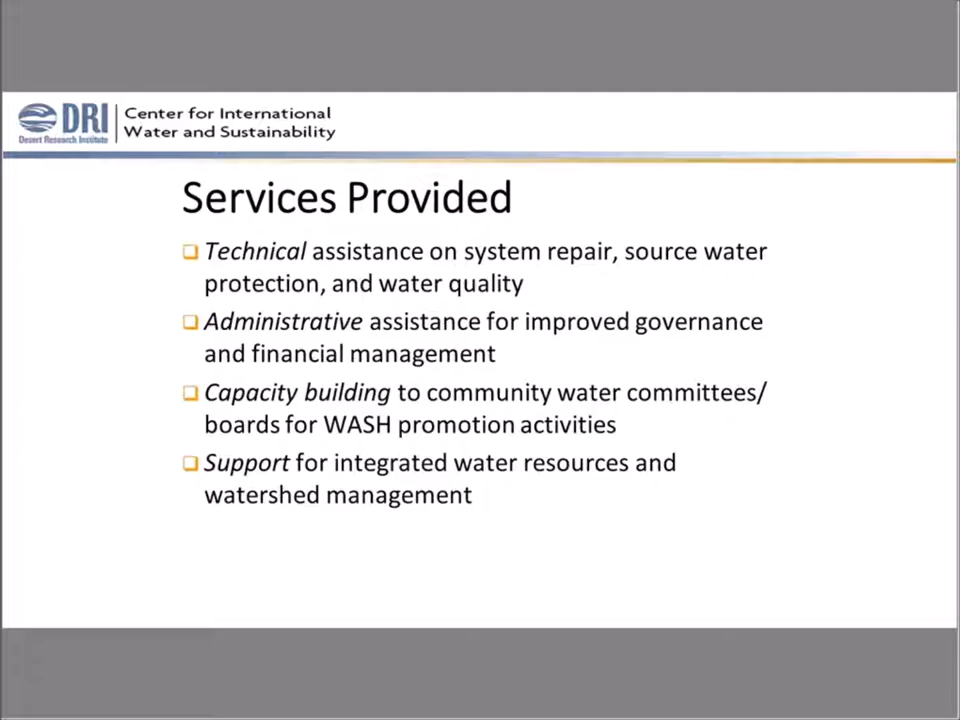 DRI
Desert Research Institute
Center for International
Water and Sustainability
Services Provided
Technical assistance on system repair, source water
protection, and water quality
Administrative assistance for improved governance
and financial management
Capacity building to community water committees/
boards for WASH promotion activities
Support for integrated water resources and
watershed management